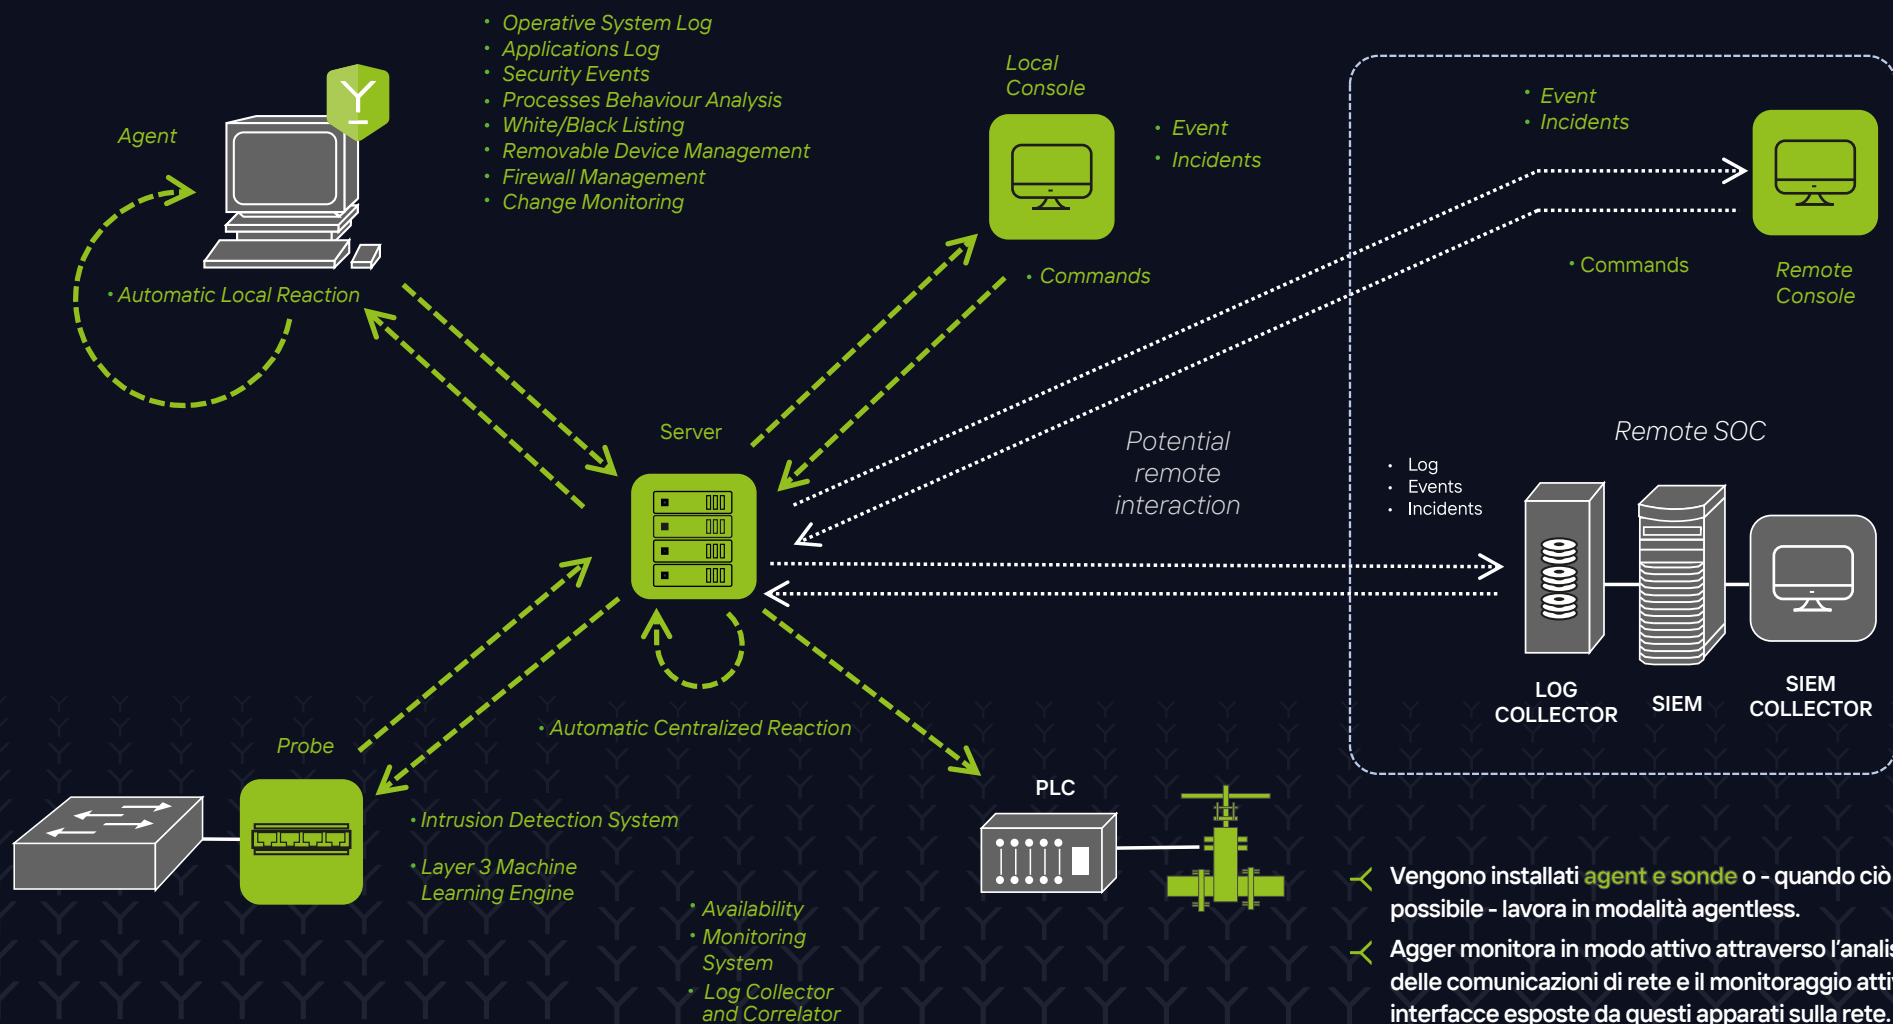 • Operative System Log
• Applications Log
• Security Events
• Processes Behaviour Analysis
• White/Black Listing
• Removable Device Management
• Firewall Management
• Change Monitoring
Agent
• Automatic Local Reaction
Local
Console
• Event
• Incidents
• Commands
• Event
• Incidents
• Commands
Remote
Console
Server
Potential
remote
interaction
Remote SOC
• Log
• Events
• Incidents
LOG
COLLECTOR
SIEM
SIEM
COLLECTOR
• Automatic Centralized Reaction
Probe
• Intrusion Detection System
• Layer 3 Machine
Learning Engine
• Availability
• Monitoring
System
• Log Collector
and Correlator
PLC
Vengono installati agent e sonde o - quando ciò
possibile - lavora in modalità agentless.
Agger monitora in modo attivo attraverso l'analis
delle comunicazioni di rete e il monitoraggio atti
interfacce esposte da questi apparati sulla rete.